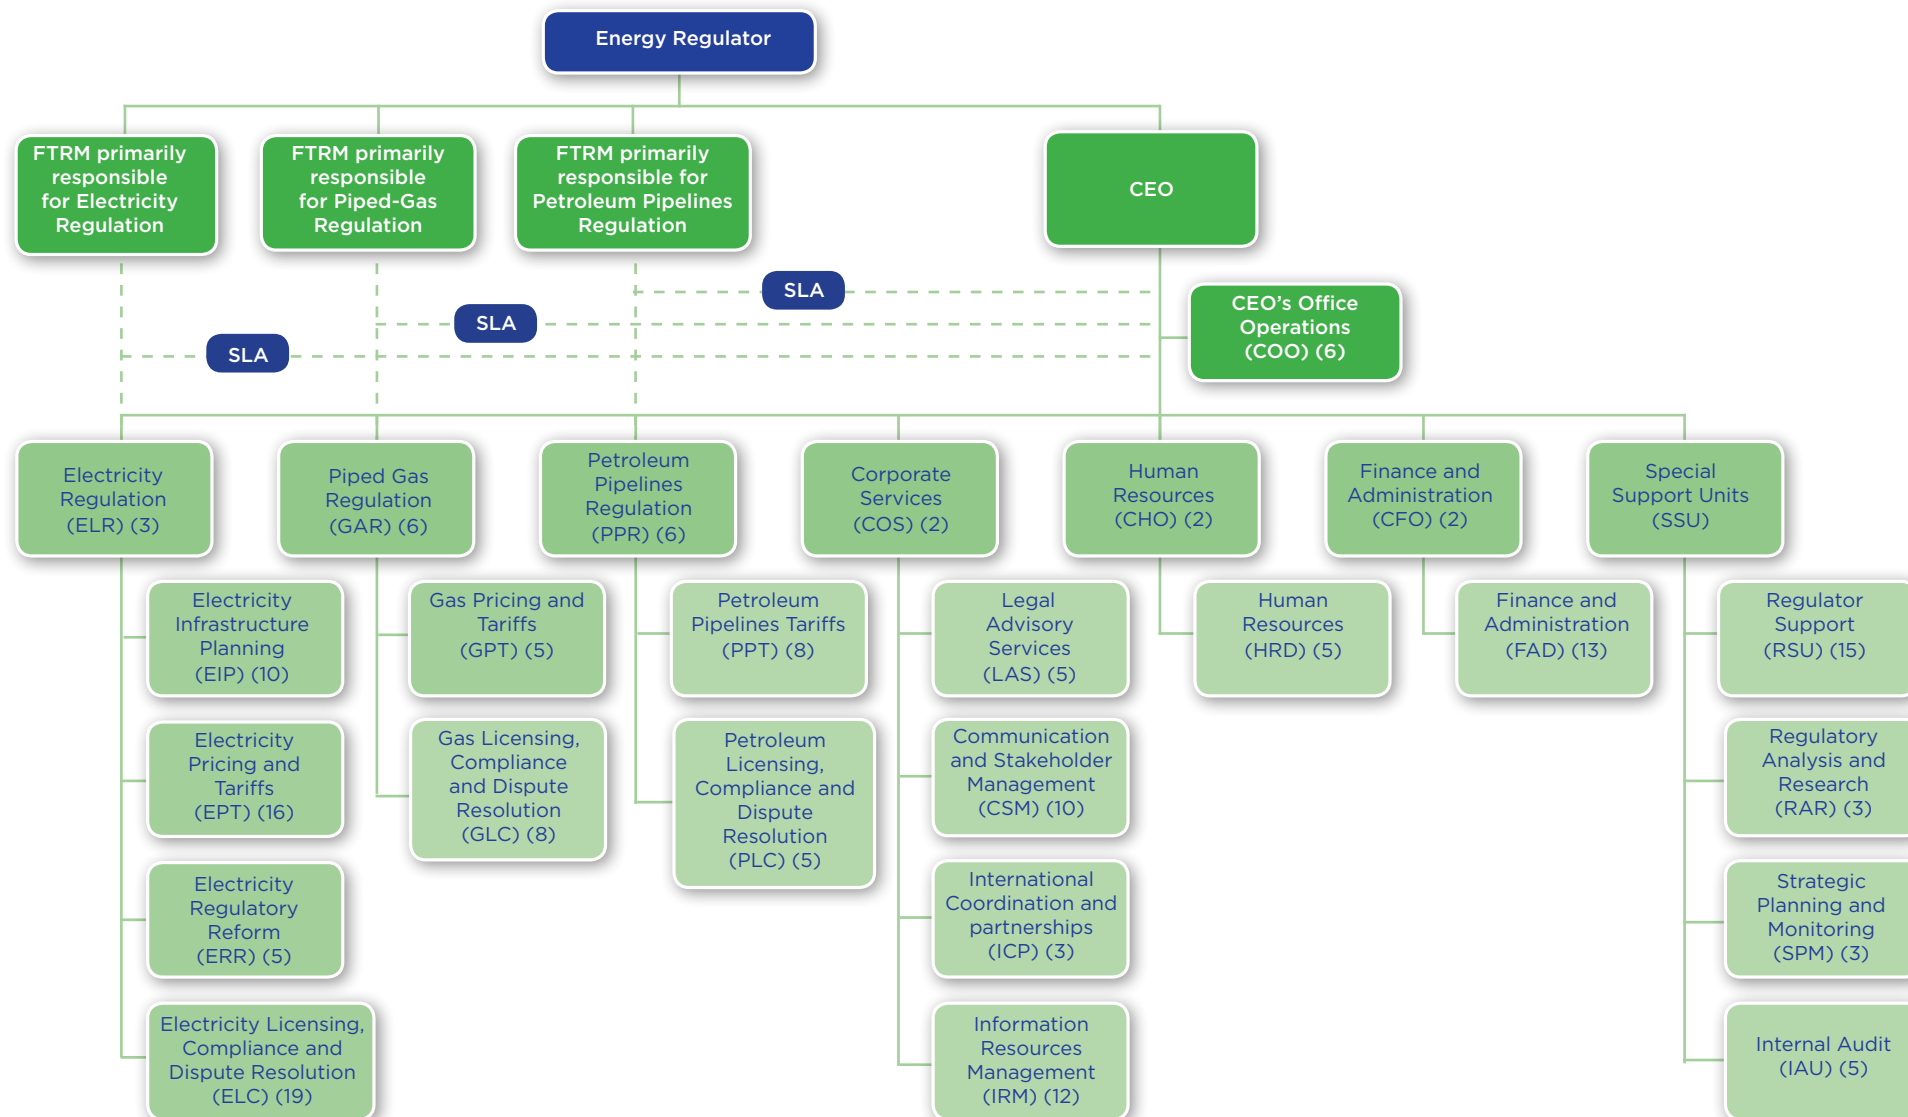 Energy Regulator
FTRM primarily
responsible
for Electricity
Regulation
FTRM primarily
responsible
for Piped-Gas
Regulation
FTRM primarily
responsible for
Petroleum Pipelines
Regulation
CEO
SLA
SLA
SLA
CEO’s Office
Operations
(COO) (6)
Electricity
Regulation
(ELR) (3)
Piped Gas
Regulation
(GAR) (6)
Petroleum
Pipelines
Regulation
(PPR) (6)
Corporate
Services
(COS) (2)
Human
Resources
(CHO) (2)
Finance and
Administration
(CFO) (2)
Special
Support Units
(SSU)
Electricity
Infrastructure
Planning
(EIP) (10)
Gas Pricing and
Tariffs
(GPT) (5)
Petroleum
Pipelines Tariffs
(PPT) (8)
Legal
Advisory
Services
(LAS) (5)
Human
Resources
(HRD) (5)
Finance and
Administration
(FAD) (13)
Regulator
Support
(RSU) (15)
Electricity
Pricing and
Tariffs
(EPT) (16)
Gas Licensing,
Compliance
and Dispute
Resolution
(GLC) (8)
Petroleum
Licensing,
Compliance and
Dispute
Resolution
(PLC) (5)
Communication
and Stakeholder
Management
(CSM) (10)
Regulatory
Analysis and
Research
(RAR) (3)
Electricity
Regulatory
Reform
(ERR) (5)
International
Coordination and
partnerships
(ICP) (3)
Strategic
Planning and
Monitoring
(SPM) (3)
Electricity Licensing,
Compliance and
Dispute Resolution
(ELC) (19)
Information
Resources
Management
(IRM) (12)
Internal Audit
(IAU) (5)